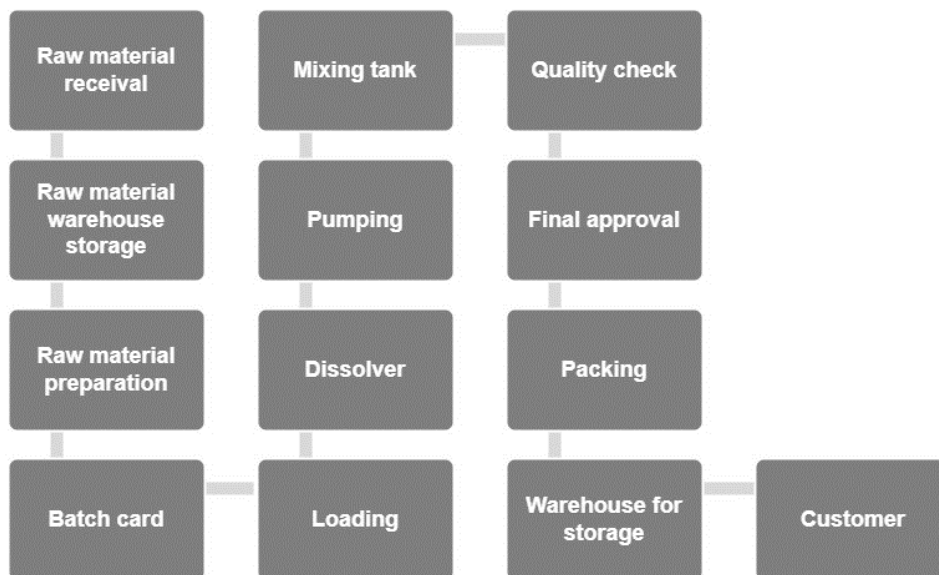 Raw material
receival
Raw material
warehouse
storage
Raw material
preparation
Batch card
Loading
Dissolver
Pumping
Mixing tank
Quality check
Final approval
Packing
Warehouse for
storage
Customer